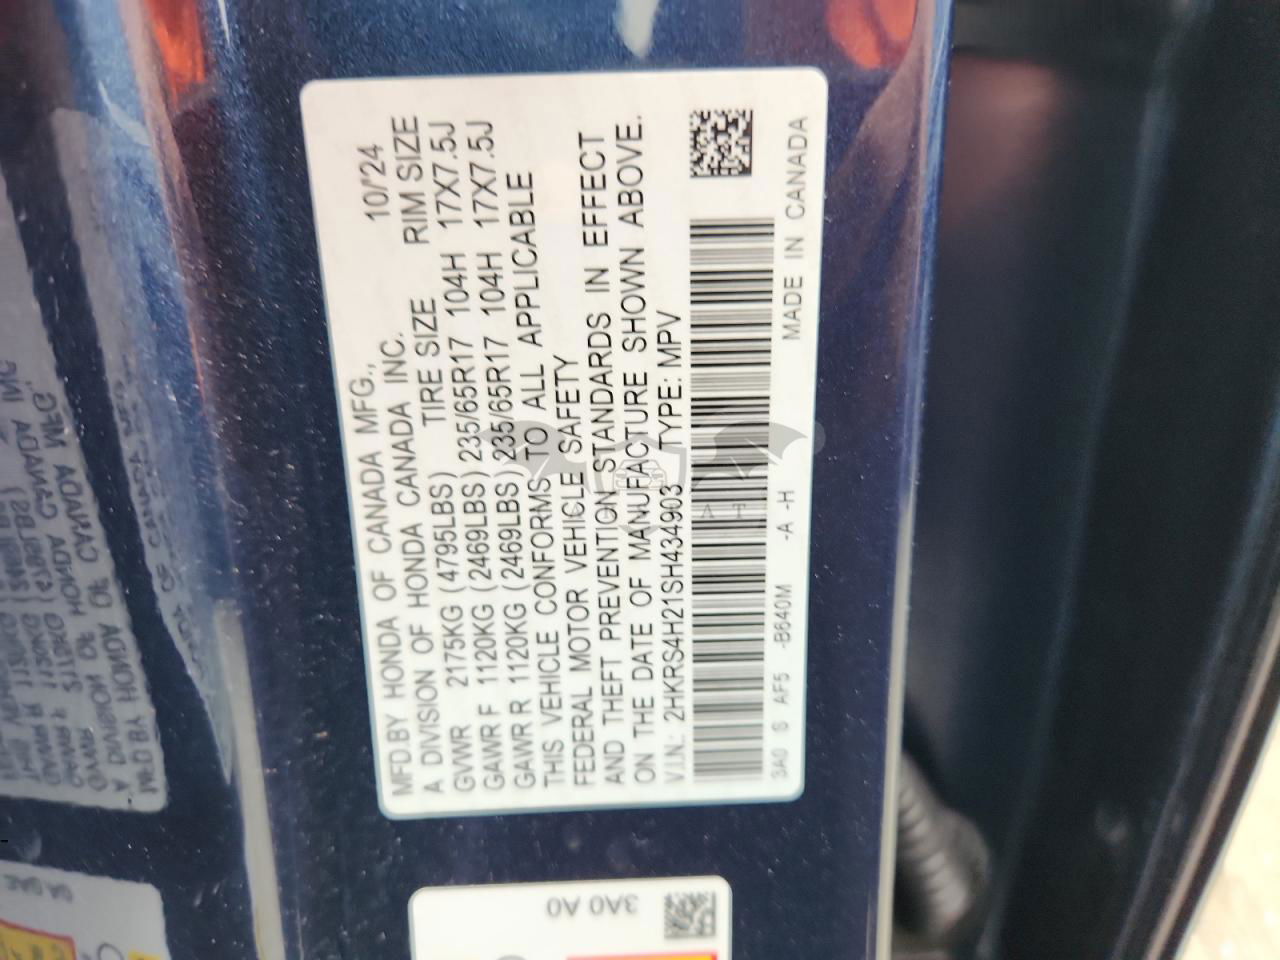 MFD.BY HONDA OF CANADA MFG., 10/24
A DIVISION OF HONDA CANADA INC.
TIRE SIZE RIM SIZE
GVWR 2175KG (4795LBS)
GAWR F 1120KG (2469LBS) 235/65R17 104H 17X7.5J
GAWR R 1120KG (2469LBS) 235/65R17 104H 17X7.5J
THIS VEHICLE CONFORMS TO ALL APPLICABLE
FEDERAL MOTOR VEHICLE SAFETY
AND THEFT PREVENTION STANDARDS IN EFFECT
ON THE DATE OF MANUFACTURE SHOWN ABOVE.
V.I.N.: 2HKRS4H21SH434903 TYPE: MPV
3A0 S AF5 -B640M -A -H MADE IN CANADA
3A0 A0